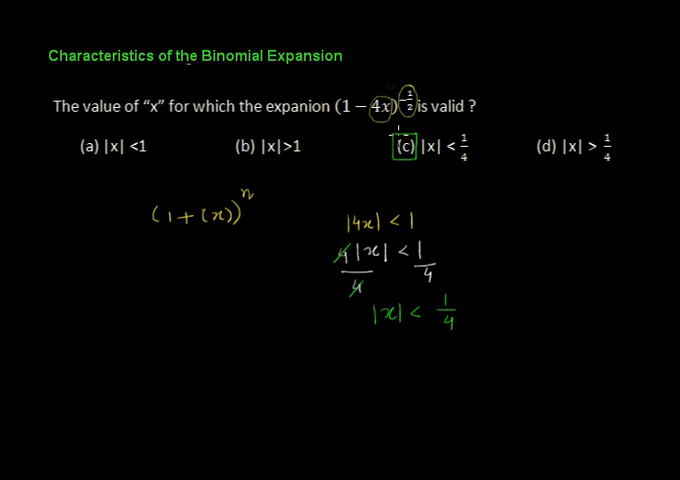 Characteristics of the Binomial Expansion
The value of “x” for which the expanion (1 − 4x)^{-1/2} is valid ?
(a) |x| <1 (b) |x|>1 (c) |x| < 1/4 (d) |x| > 1/4
(1 + (x))^n
|4x| < 1
4|x|/4 < 1/4
|x| < 1/4